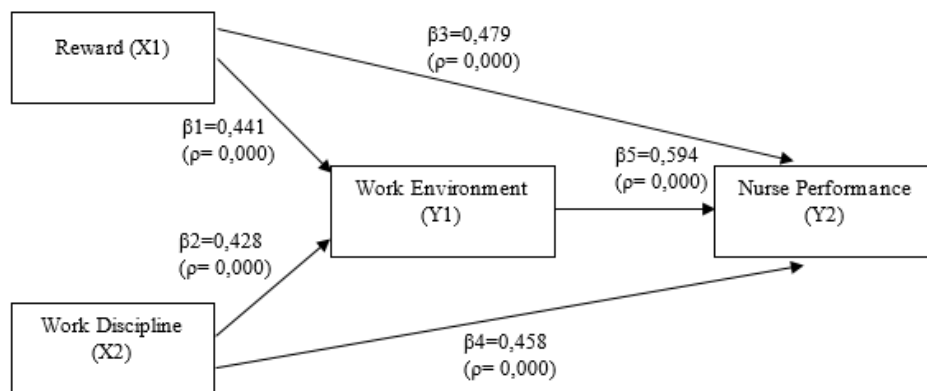 Reward (X1)
β3=0,479
(ρ= 0,000)
β1=0,441
(ρ= 0,000)
Work Environment
(Y1)
β5=0,594
(ρ= 0,000)
Nurse Performance
(Y2)
β2=0,428
(ρ= 0,000)
Work Discipline
(X2)
β4=0,458
(ρ= 0,000)